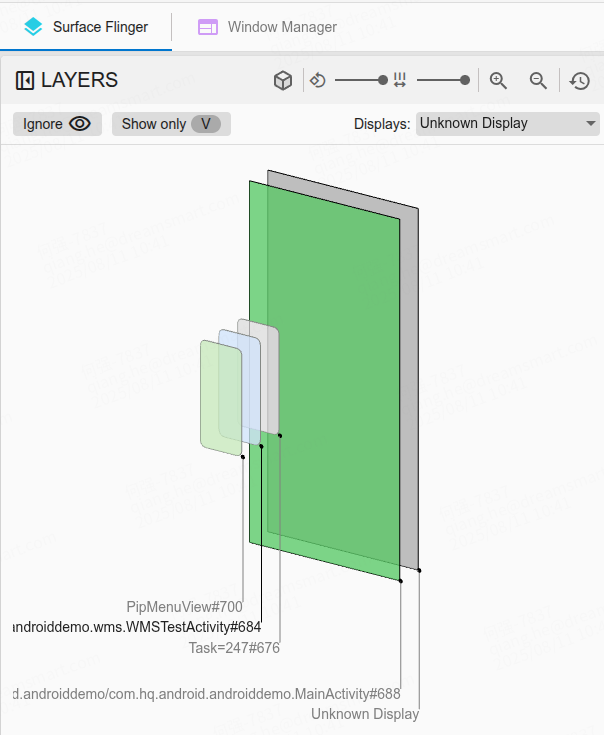 Surface Flinger
Window Manager
LAYERS
Ignore
Show only V
Displays: Unknown Display
PipMenuView#700
ndroiddemo.wms.WMSTestActivity#684
Task=247#676
d.androiddemo/com.hq.android.androiddemo.MainActivity#688
Unknown Display